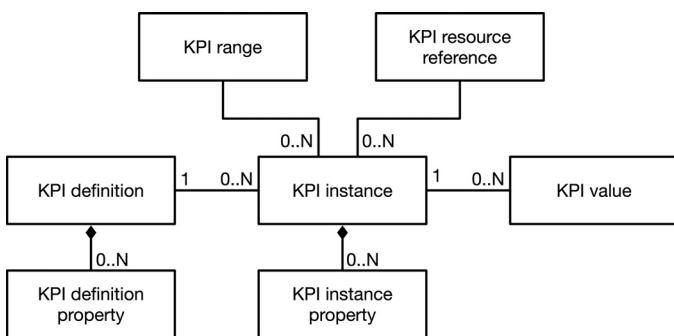 KPI range
KPI resource
reference
0..N
0..N
KPI definition
1
0..N
KPI instance
1
0..N
KPI value
0..N
0..N
KPI definition
property
KPI instance
property